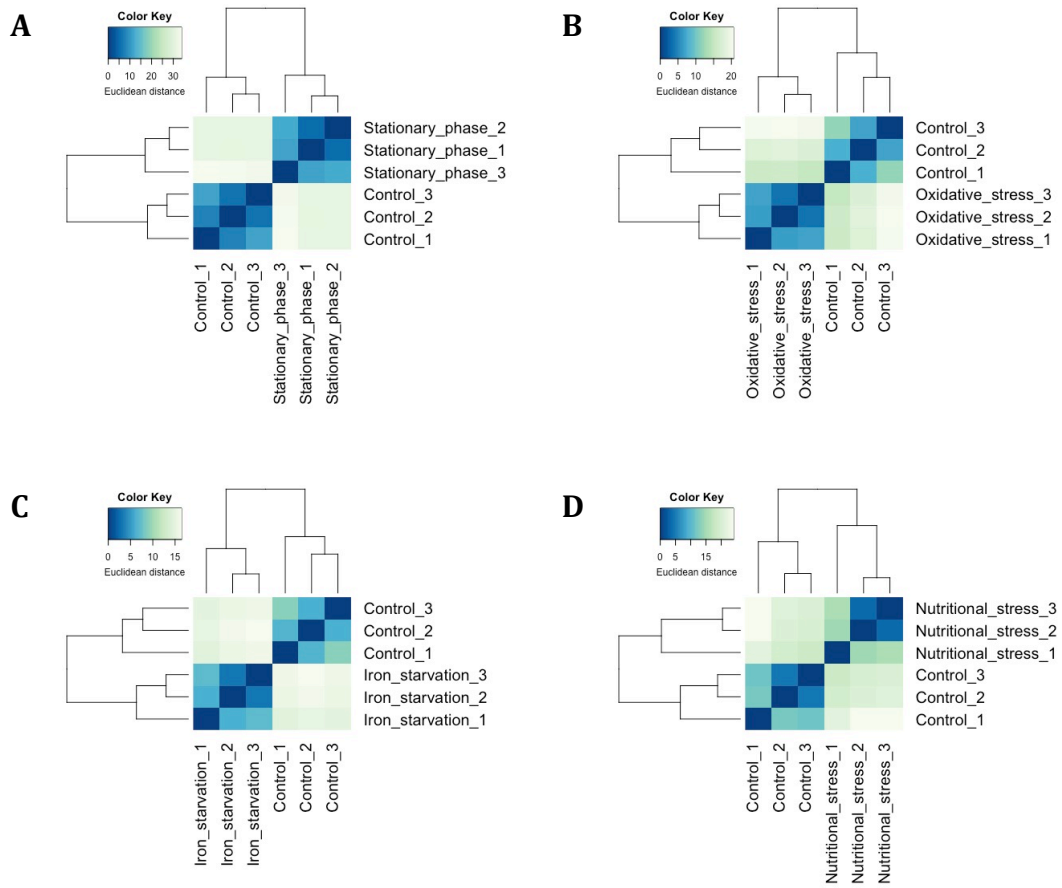 A
Color Key
0 5 10 15 20 25 30
Euclidean distance
Stationary_phase_2
Stationary_phase_1
Stationary_phase_3
Control_3
Control_2
Control_1
Control_1
Control_2
Control_3
Stationary_phase_3
Stationary_phase_1
Stationary_phase_2
B
Color Key
0 5 10 15 20
Euclidean distance
Control_3
Control_2
Control_1
Oxidative_stress_3
Oxidative_stress_2
Oxidative_stress_1
Oxidative_stress_1
Oxidative_stress_2
Oxidative_stress_3
Control_1
Control_2
Control_3
C
Color Key
0 5 10 15
Euclidean distance
Control_3
Control_2
Control_1
Iron_starvation_3
Iron_starvation_2
Iron_starvation_1
Iron_starvation_1
Iron_starvation_2
Iron_starvation_3
Control_1
Control_2
Control_3
D
Color Key
0 5 15
Euclidean distance
Nutritional_stress_3
Nutritional_stress_2
Nutritional_stress_1
Control_3
Control_2
Control_1
Control_1
Control_2
Control_3
Nutritional_stress_1
Nutritional_stress_2
Nutritional_stress_3